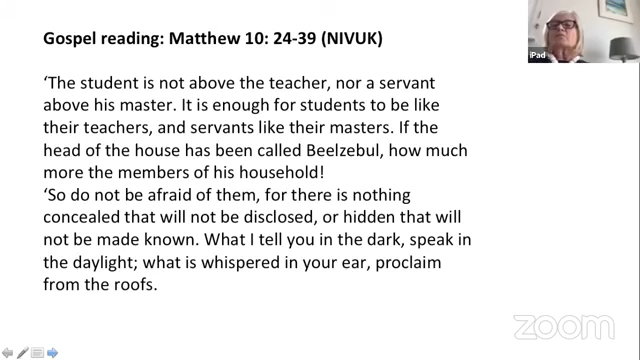 Gospel reading: Matthew 10: 24-39 (NIVUK)
‘The student is not above the teacher, nor a servant
above his master. It is enough for students to be like
their teachers, and servants like their masters. If the
head of the house has been called Beelzebul, how much
more the members of his household!
‘So do not be afraid of them, for there is nothing
concealed that will not be disclosed, or hidden that will
not be made known. What I tell you in the dark, speak in
the daylight; what is whispered in your ear, proclaim
from the roofs.
iPad
zoom